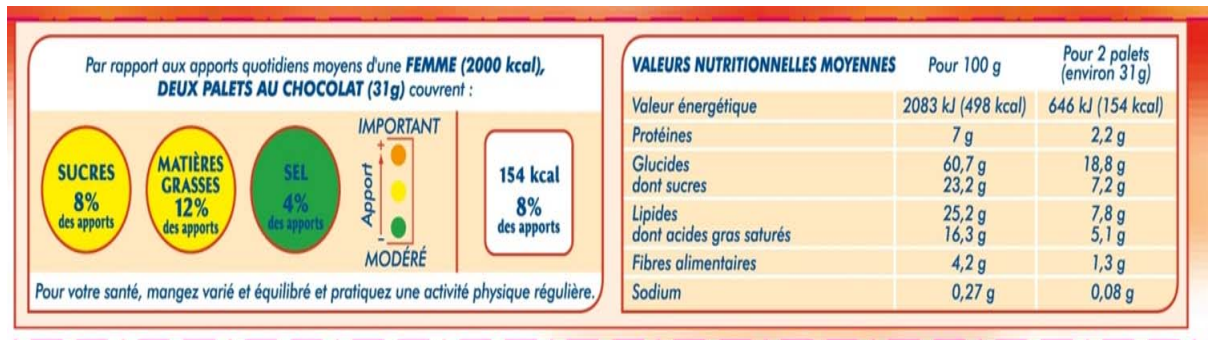 Par rapport aux apports quotidiens moyens d'une FEMME (2000 kcal),
DEUX PALETS AU CHOCOLAT (31g) couvrent :
SUCRES
8%
des apports
MATIÈRES
GRASSES
12%
des apports
SEL
4%
des apports
IMPORTANT
+
Apport
-
MODÉRÉ
154 kcal
8%
des apports
Pour votre santé, mangez varié et équilibré et pratiquez une activité physique régulière.
VALEURS NUTRITIONNELLES MOYENNES Pour 100 g Pour 2 palets
(environ 31g)
Valeur énergétique 2083 kJ (498 kcal) 646 kJ (154 kcal)
Protéines 7 g 2,2 g
Glucides 60,7 g 18,8 g
dont sucres 23,2 g 7,2 g
Lipides 25,2 g 7,8 g
dont acides gras saturés 16,3 g 5,1 g
Fibres alimentaires 4,2 g 1,3 g
Sodium 0,27 g 0,08 g